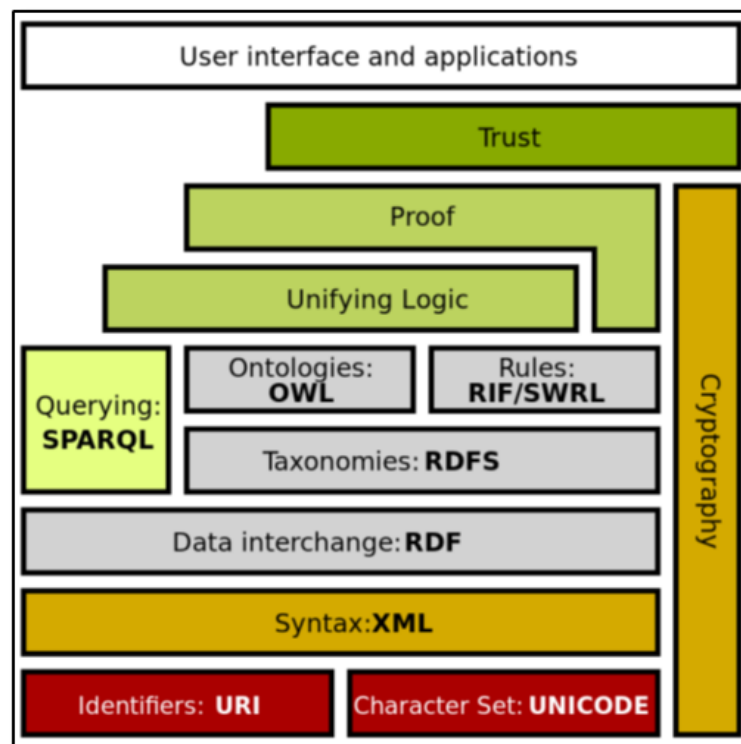 User interface and applications
Trust
Proof
Unifying Logic
Ontologies:
OWL
Rules:
RIF/SWRL
Querying:
SPARQL
Taxonomies: RDFS
Data interchange: RDF
Syntax:XML
Identifiers: URI
Character Set: UNICODE
Cryptography